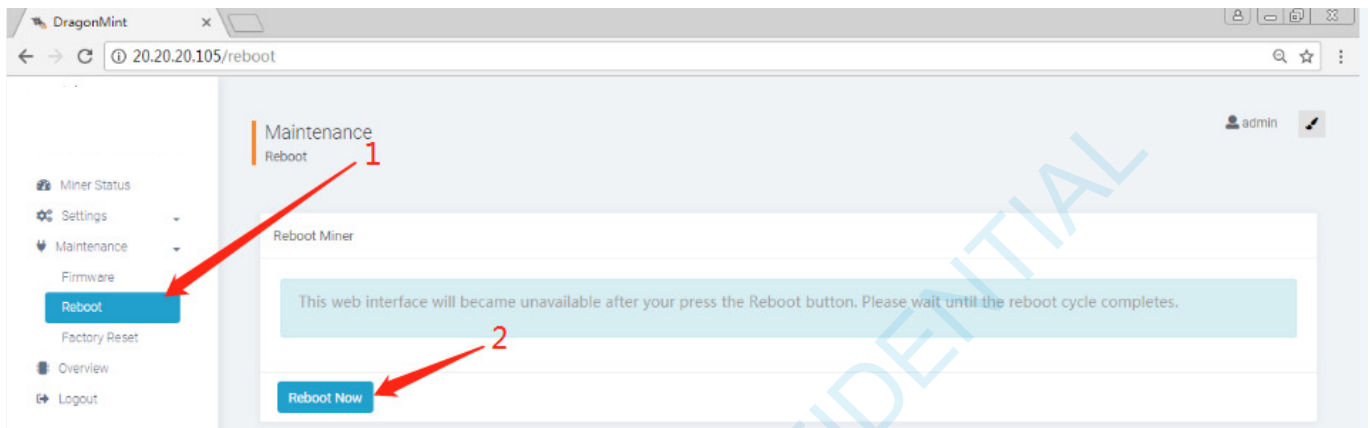 DragonMint
20.20.20.105/reboot
admin
Maintenance
Reboot
1
Miner Status
Settings
Maintenance
Firmware
Reboot
Factory Reset
Overview
Logout
Reboot Miner
This web interface will became unavailable after your press the Reboot button. Please wait until the reboot cycle completes.
2
Reboot Now
IDENTIAL